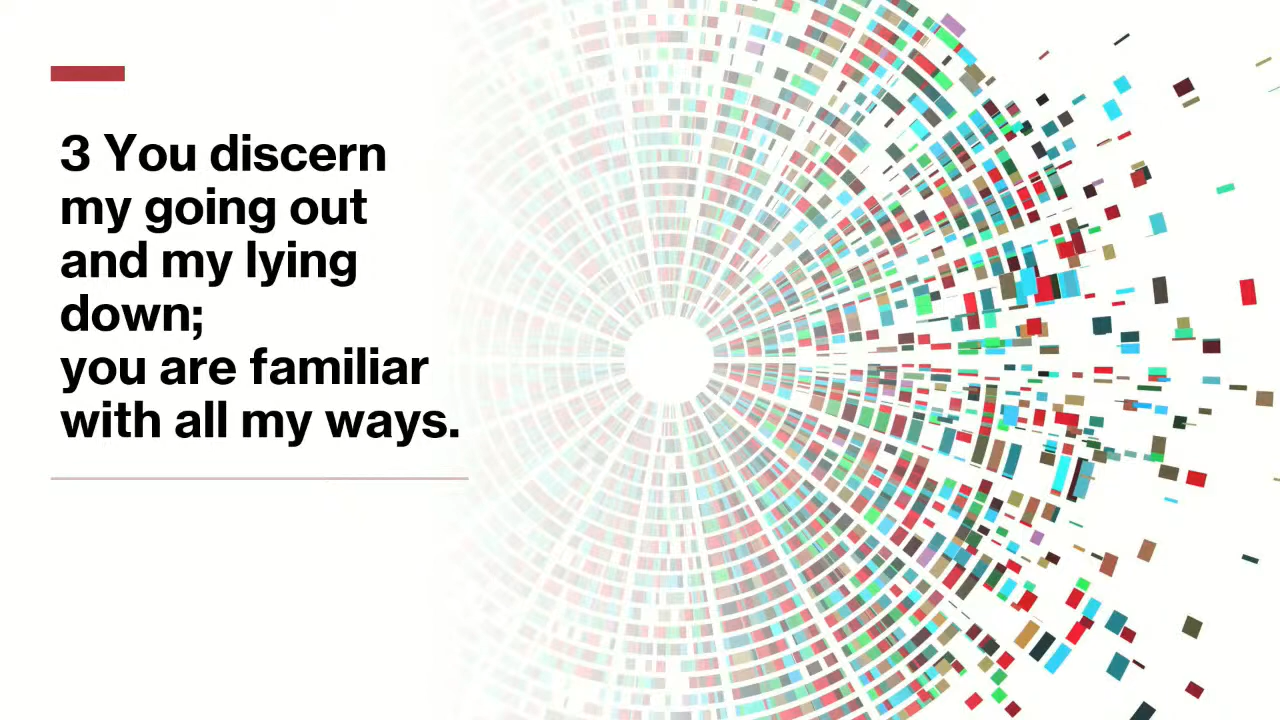 3 You discern
my going out
and my lying
down;
you are familiar
with all my ways.